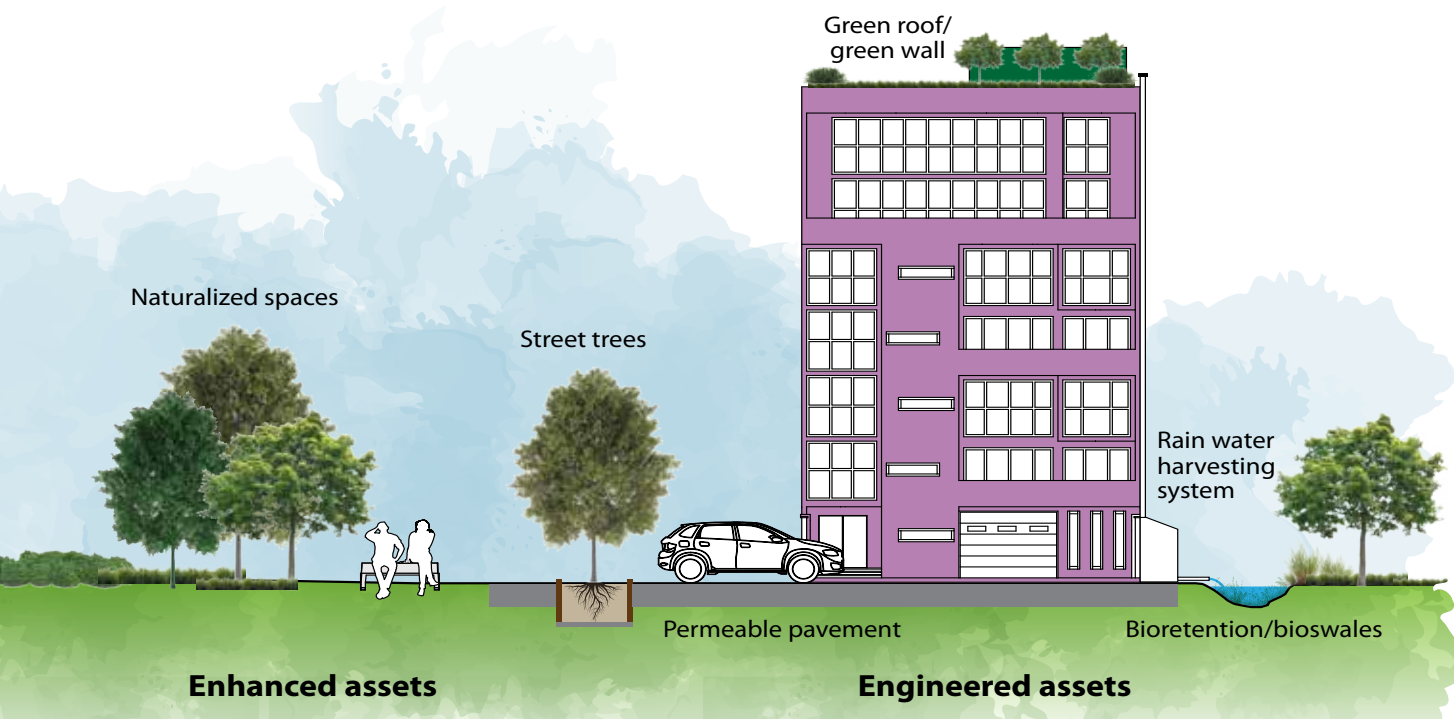 Green roof/
green wall
Naturalized spaces
Street trees
Rain water
harvesting
system
Permeable pavement
Bioretention/bioswales
Enhanced assets
Engineered assets